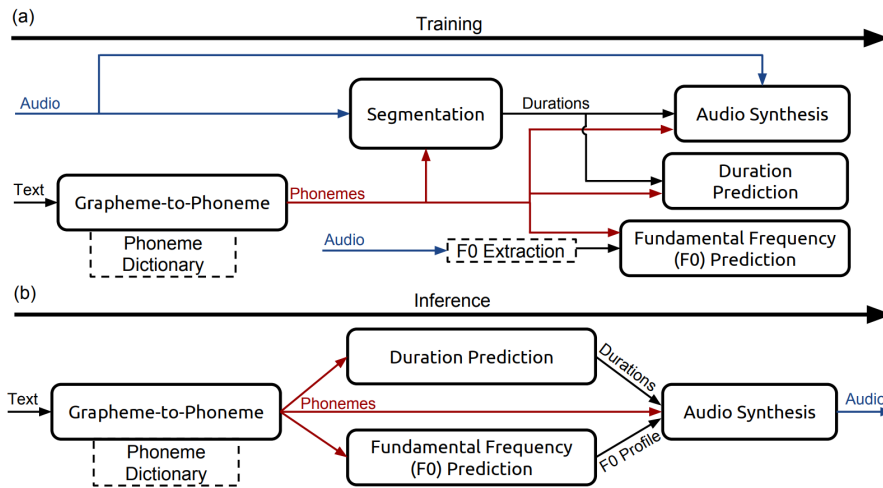 (a)
Training
Audio
Segmentation
Durations
Audio Synthesis
Text
Grapheme-to-Phoneme
Phonemes
Duration
Prediction
Phoneme
Dictionary
Audio
F0 Extraction
Fundamental Frequency
(F0) Prediction
(b)
Inference
Duration Prediction
Durations
Text
Grapheme-to-Phoneme
Phonemes
Audio Synthesis
Audio
Phoneme
Dictionary
Fundamental Frequency
(F0) Prediction
F0 Profile